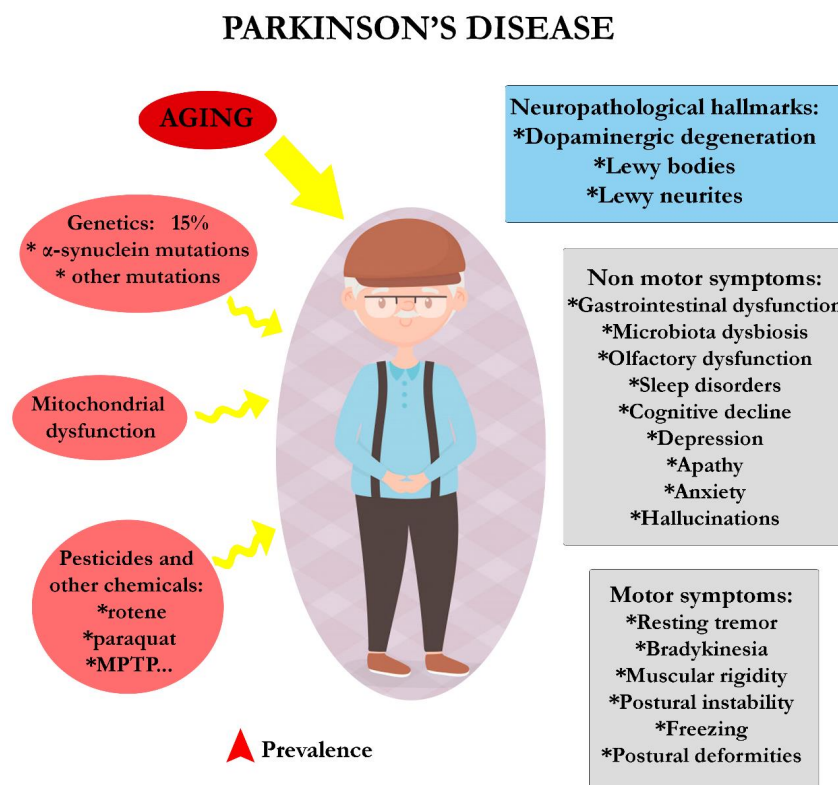 PARKINSON'S DISEASE
AGING
Genetics: 15%
* α-synuclein mutations
* other mutations
Mitochondrial
dysfunction
Pesticides and
other chemicals:
*rotene
*paraquat
*MPTP...
Prevalence
Neuropathological hallmarks:
*Dopaminergic degeneration
*Lewy bodies
*Lewy neurites
Non motor symptoms:
*Gastrointestinal dysfunction
*Microbiota dysbiosis
*Olfactory dysfunction
*Sleep disorders
*Cognitive decline
*Depression
*Apathy
*Anxiety
*Hallucinations
Motor symptoms:
*Resting tremor
*Bradykinesia
*Muscular rigidity
*Postural instability
*Freezing
*Postural deformities